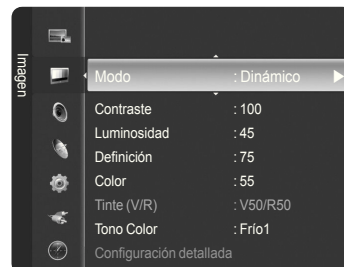 Imagen
Modo : Dinámico
Contraste : 100
Luminosidad : 45
Definición : 75
Color : 55
Tinte (V/R) : V50/R50
Tono Color : Frío1
Configuración detallada